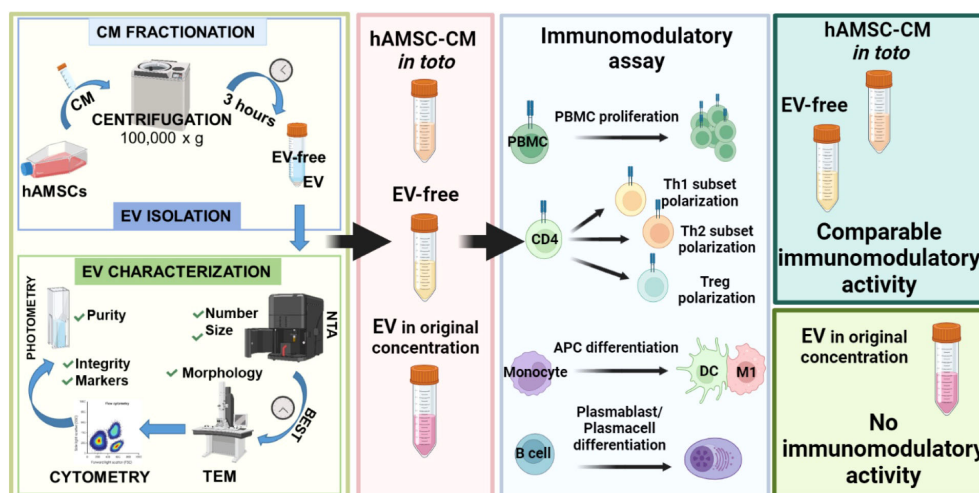 CM FRACTIONATION
CM
CENTRIFUGATION
100,000 x g
3 hours
EV-free
EV
hAMSCs
EV ISOLATION
EV CHARACTERIZATION
PHOTOMETRY
Purity
Number
Size
NTA
Integrity
Markers
Morphology
BEST
CYTOMETRY
TEM
hAMSC-CM
in toto
EV-free
EV in original
concentration
Immunomodulatory
assay
PBMC
PBMC proliferation
CD4
Th1 subset
polarization
Th2 subset
polarization
Treg
polarization
Monocyte
APC differentiation
DC
M1
B cell
Plasmablast/
Plasmacell
differentiation
hAMSC-CM
in toto
EV-free
Comparable
immunomodulatory
activity
EV in original
concentration
No
immunomodulatory
activity